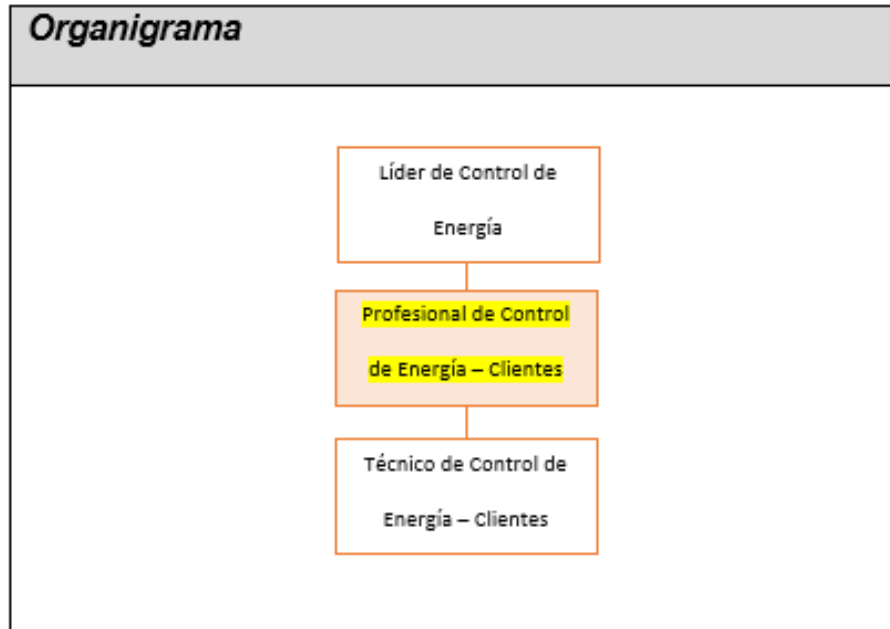 Organigrama
Líder de Control de
Energía
Profesional de Control
de Energía – Clientes
Técnico de Control de
Energía – Clientes